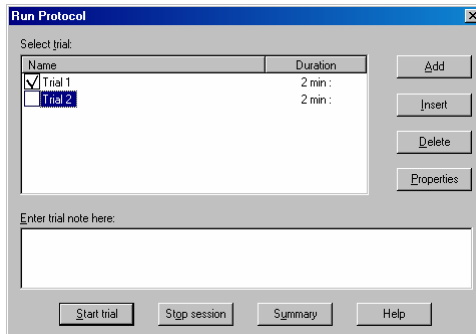 Run Protocol
Select trial:
Name Duration
Trial 1 2 min :
Trial 2 2 min :
Add
Insert
Delete
Properties
Enter trial note here:
Start trial Stop session Summary Help